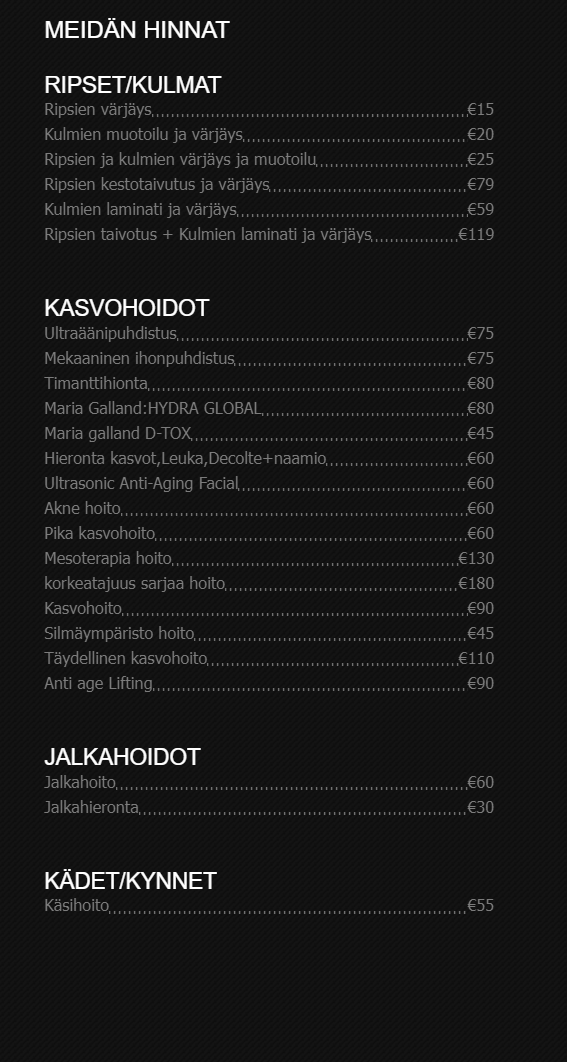 MEIDÄN HINNAT
RIPSET/KULMAT
Ripsien värjäys €15
Kulmien muotoilu ja värjäys €20
Ripsien ja kulmien värjäys ja muotoilu €25
Ripsien kestotaivutus ja värjäys €79
Kulmien laminati ja värjäys €59
Ripsien taivotus + Kulmien laminati ja värjäys €119
KASVOHOIDOT
Ultraäänipuhdistus €75
Mekaaninen ihonpuhdistus €75
Timanttihionta €80
Maria Galland:HYDRA GLOBAL €80
Maria galland D-TOX €45
Hieronta kasvot,Leuka,Decolte+naamio €60
Ultrasonic Anti-Aging Facial €60
Akne hoito €60
Pika kasvohoito €60
Mesoterapia hoito €130
korkeatajuus sarjaa hoito €180
Kasvohoito €90
Silmäympäristo hoito €45
Täydellinen kasvohoito €110
Anti age Lifting €90
JALKAHOIDOT
Jalkahoito €60
Jalkahieronta €30
KÄDET/KYNNET
Käsihoito €55